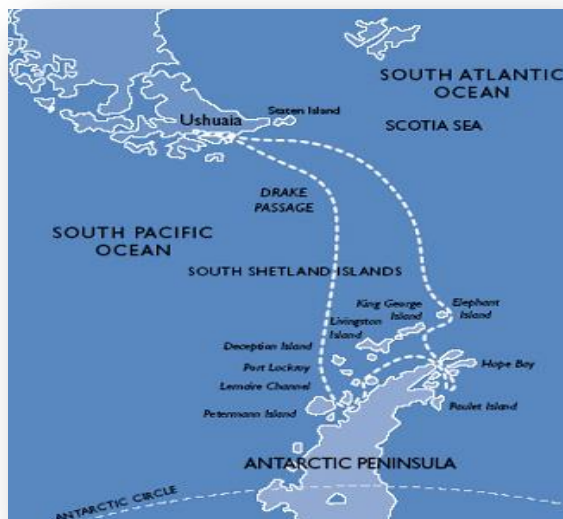 SOUTH ATLANTIC
OCEAN
Staten Island
Ushuaia
SCOTIA SEA
DRAKE
PASSAGE
SOUTH PACIFIC
OCEAN
SOUTH SHETLAND ISLANDS
King George
Island
Elephant
Island
Livingston
Island
Deception Island
Port Lockroy
Lemaire Channel
Petermann Island
Hope Bay
Paulet Island
ANTARCTIC PENINSULA
ANTARCTIC CIRCLE